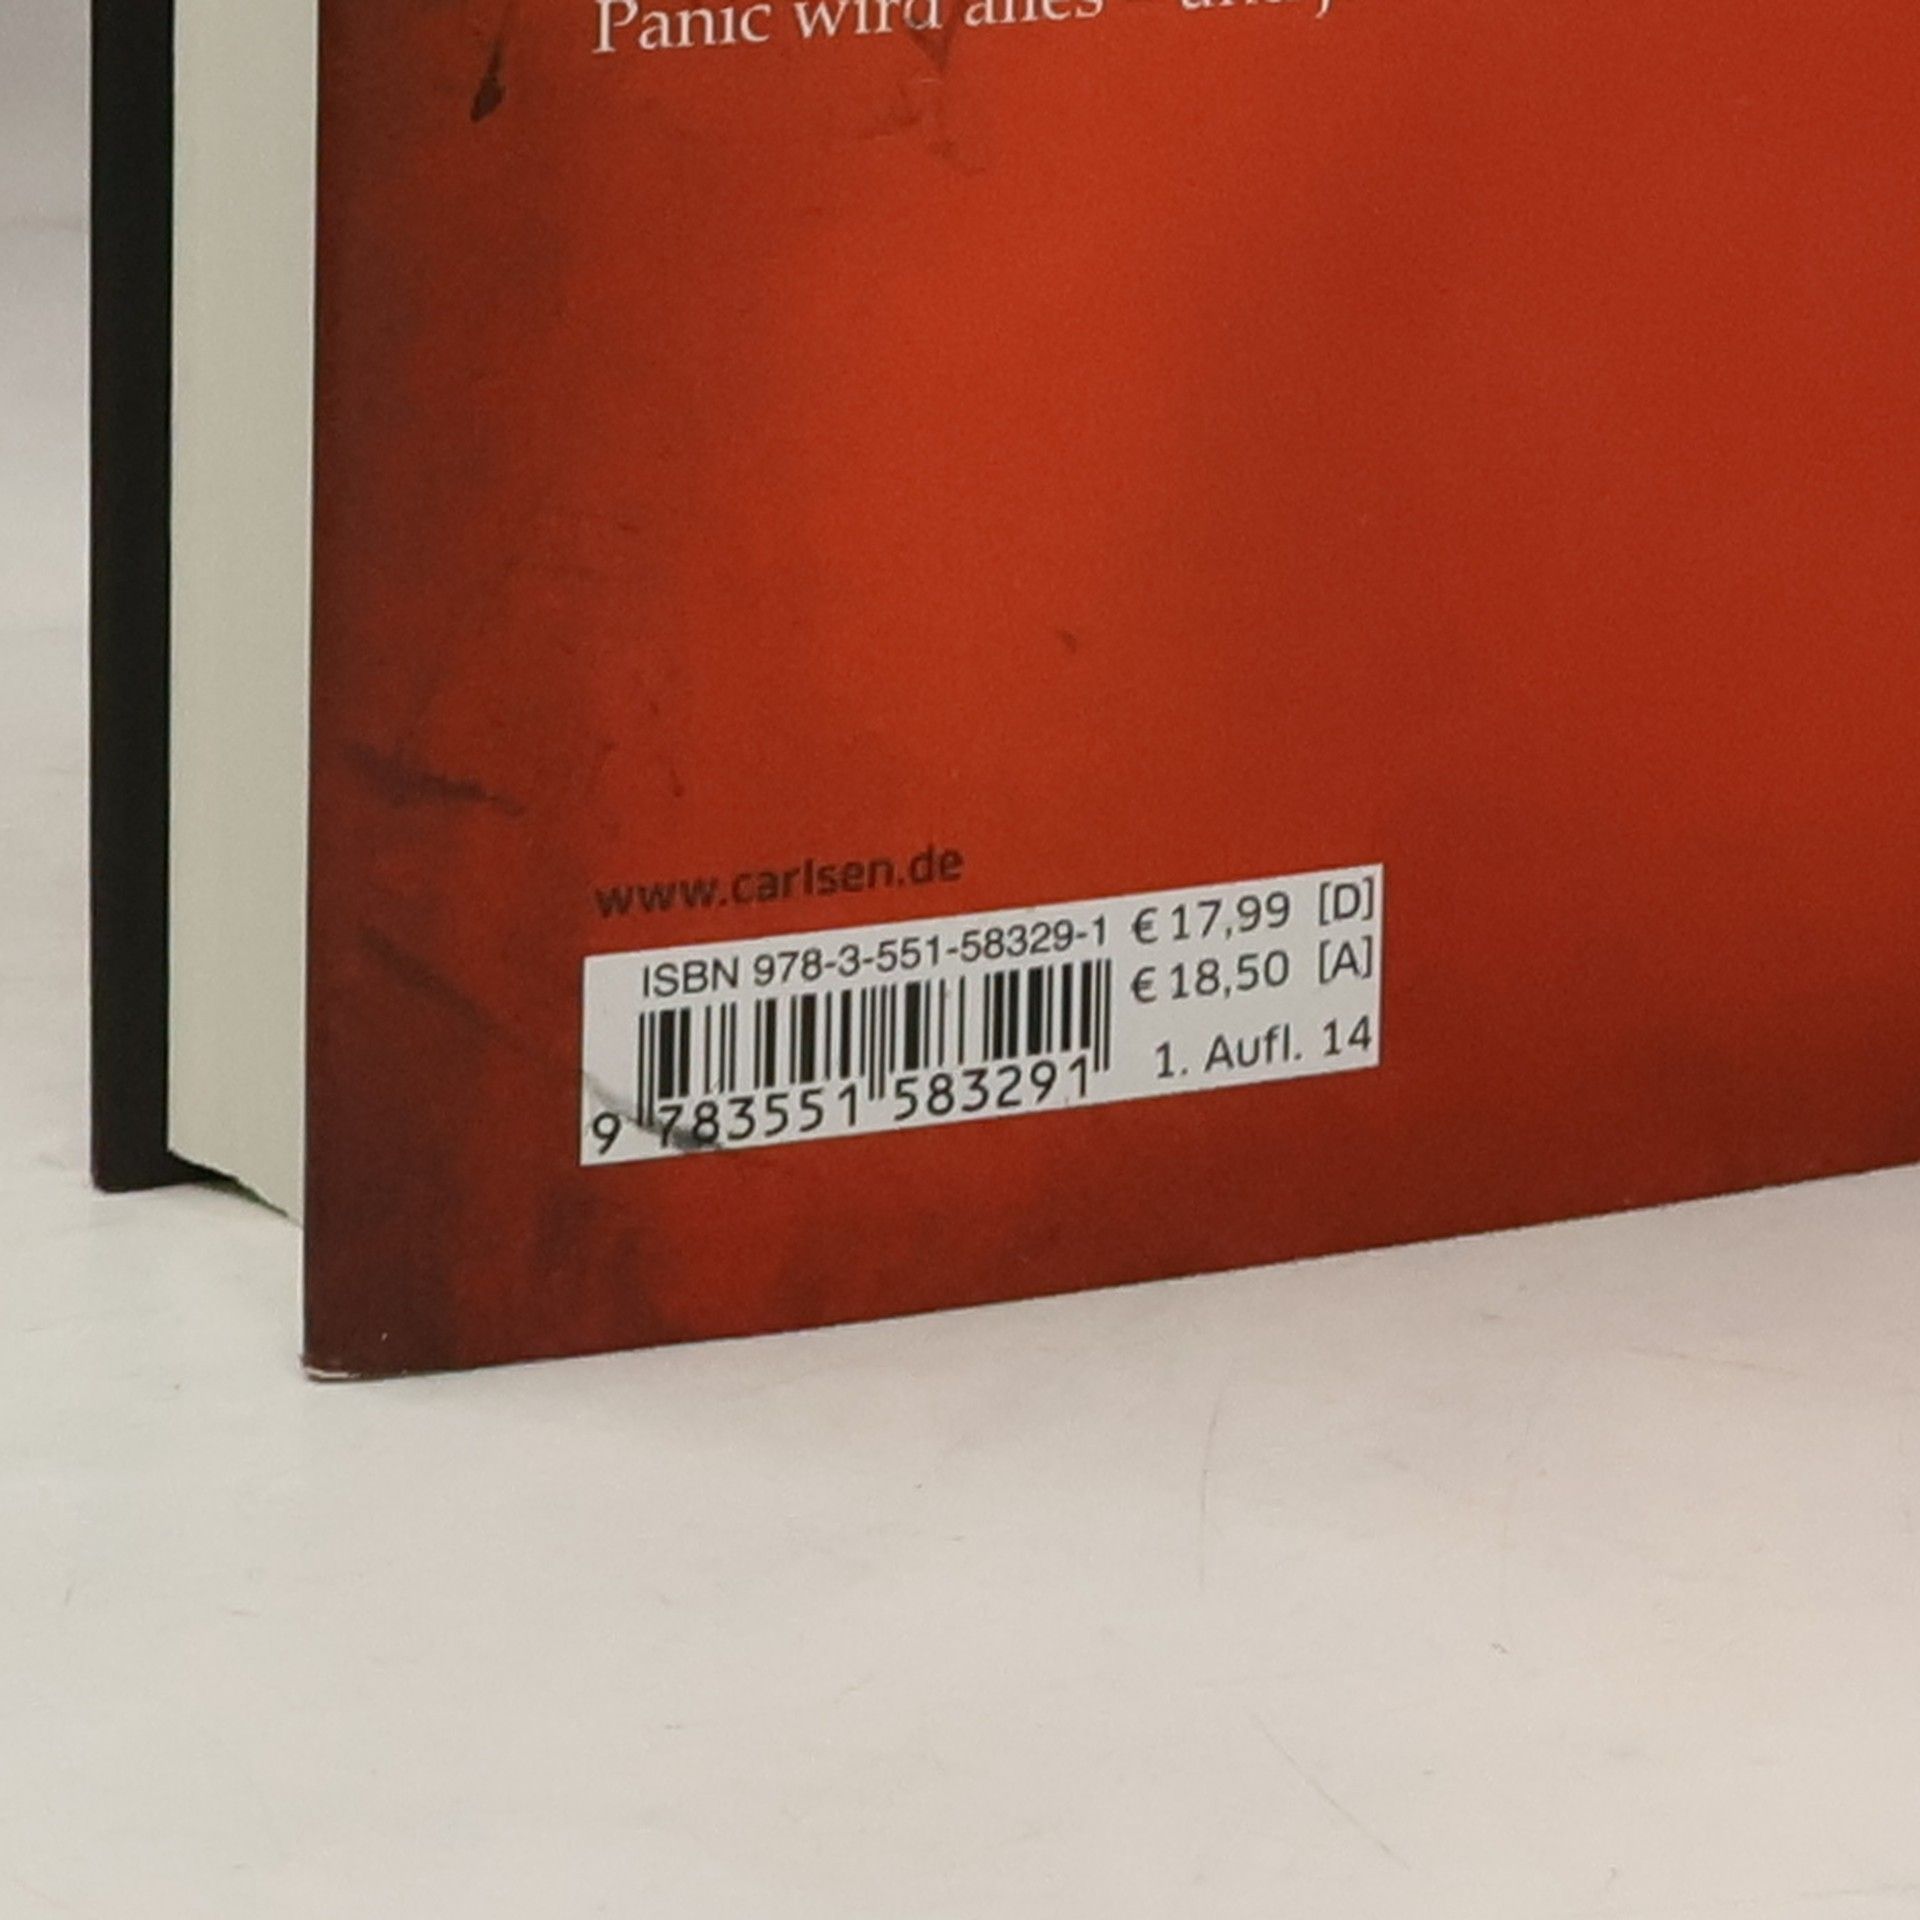 Panic wird alles
www.carlsen.de
ISBN 978-3-551-58329-1 € 17,99 [D]
€ 18,50 [A]
9 783551 583291 1. Aufl. 14